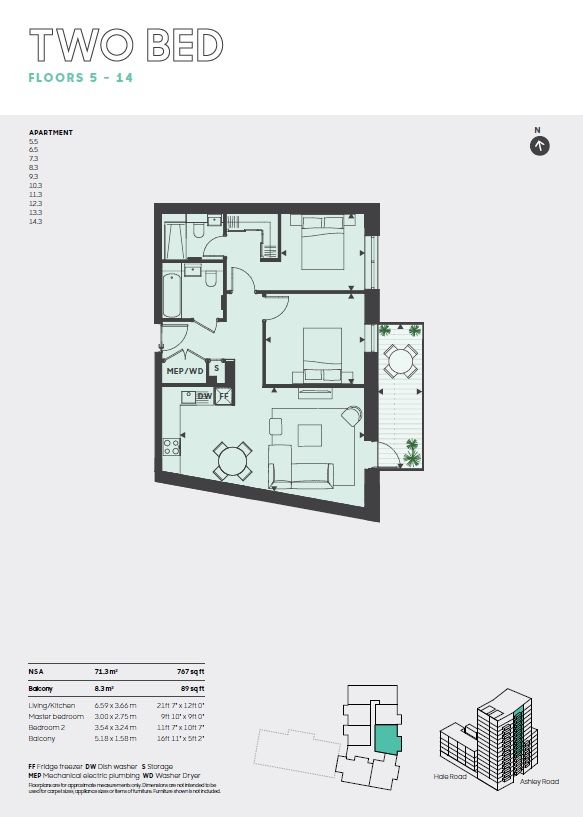 TWO BED
FLOORS 5 - 14
APARTMENT
5.5
6.5
7.3
8.3
9.3
10.3
11.3
12.3
13.3
14.3
N
MEP/WD
S
DW
FF
NSA 71.3 m² 767 sq ft
Balcony 8.3 m² 89 sq ft
Living/Kitchen 6.59 x 3.66 m 21ft 7" x 12ft 0"
Master bedroom 3.00 x 2.75 m 9ft 10" x 9ft 0"
Bedroom 2 3.54 x 3.24 m 11ft 7" x 10ft 7"
Balcony 5.18 x 1.58 m 16ft 11" x 5ft 2"
FF Fridge freezer DW Dish washer S Storage
MEP Mechanical electric plumbing WD Washer Dryer
Floorplans are for approximate measurements only. Dimensions are not intended to be
used for carpet sizes, appliance sizes or items of furniture. Furniture shown is not included.
Hale Road
Ashley Road